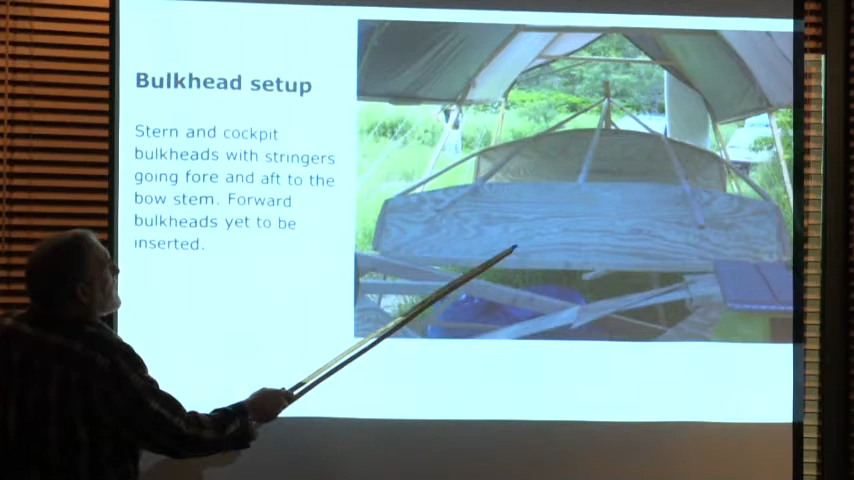 Bulkhead setup
Stern and cockpit
bulkheads with stringers
going fore and aft to the
bow stem. Forward
bulkheads yet to be
inserted.